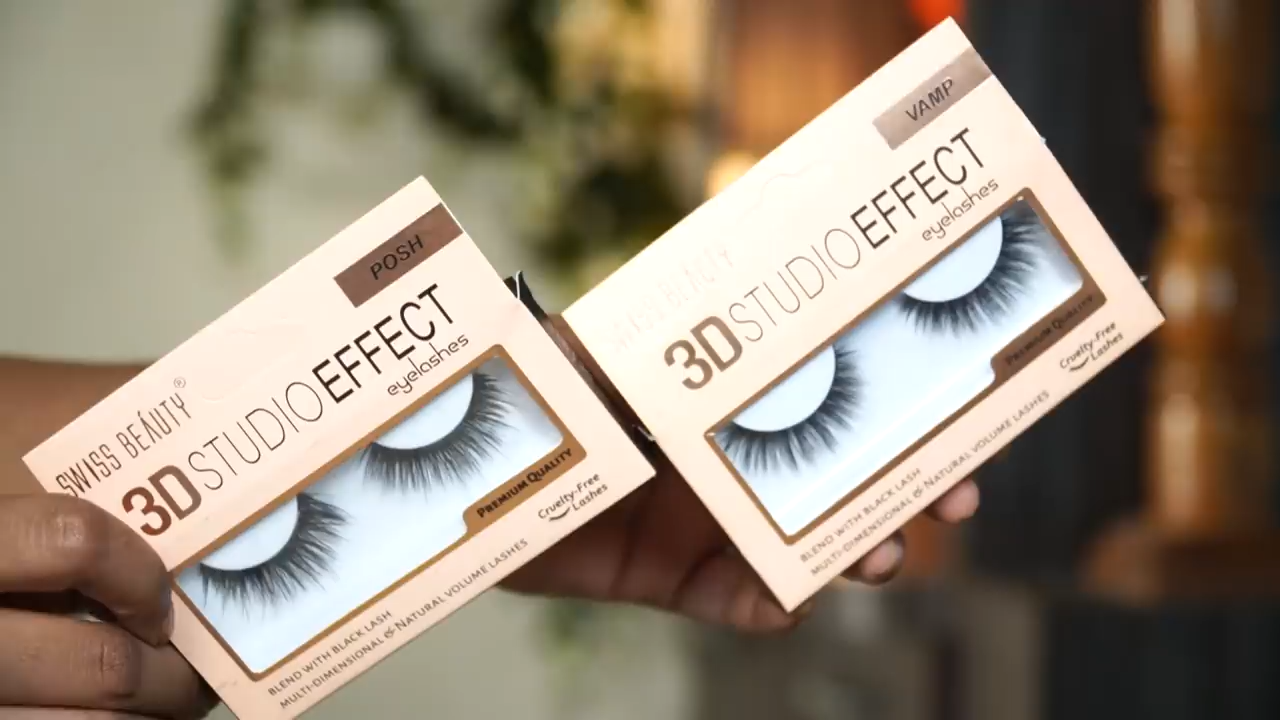 POSH
SWISS BEAUTY®
3D STUDIO EFFECT
eyelashes
PREMIUM QUALITY
Cruelty-Free
Lashes
BLEND WITH BLACK LASH
MULTI-DIMENSIONAL & NATURAL VOLUME LASHES
VAMP
SWISS BEAUTY
3D STUDIO EFFECT
eyelashes
PREMIUM QUALITY
Cruelty-Free
Lashes
BLEND WITH BLACK LASH
MULTI-DIMENSIONAL & NATURAL VOLUME LASHES